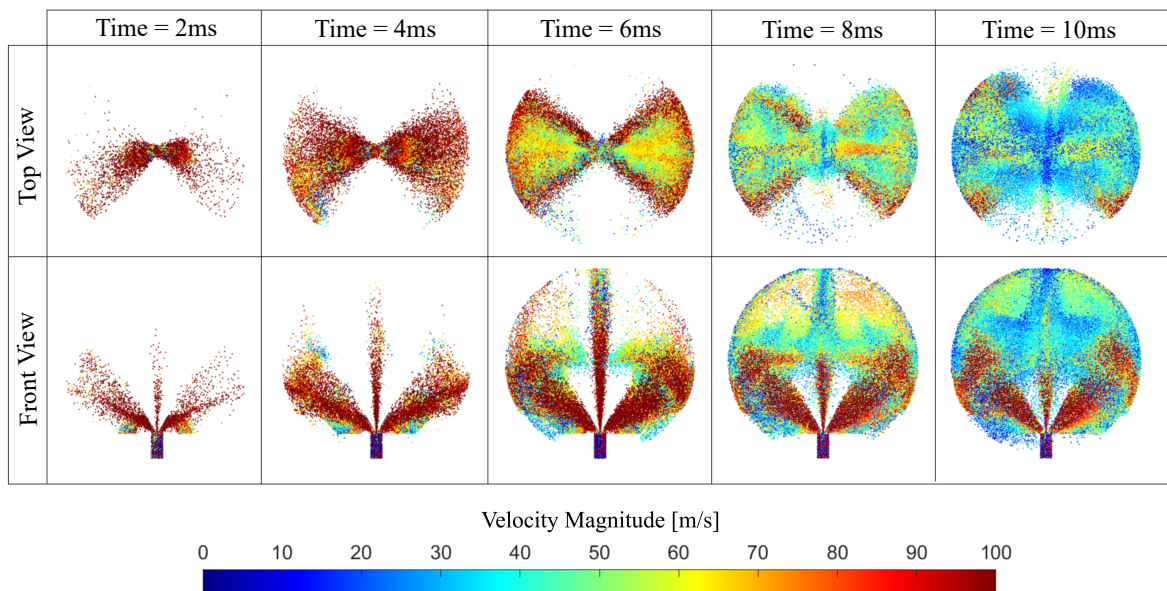 Time = 2ms
Time = 4ms
Time = 6ms
Time = 8ms
Time = 10ms
Top View
Front View
Velocity Magnitude [m/s]
0 10 20 30 40 50 60 70 80 90 100